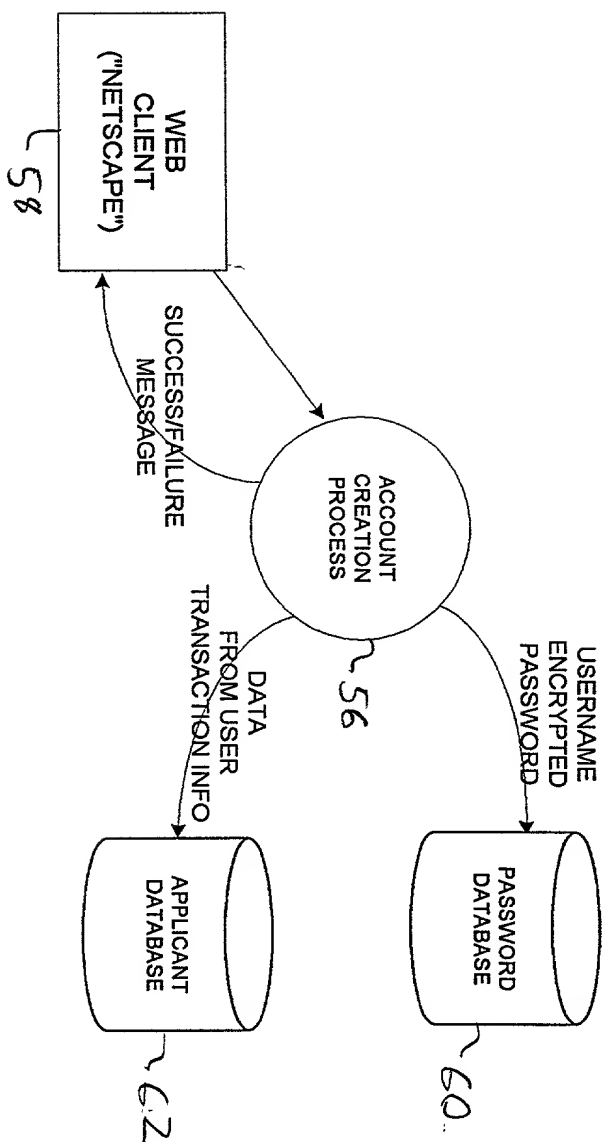 WEB
CLIENT
("NETSCAPE")
58
SUCCESS/FAILURE
MESSAGE
ACCOUNT
CREATION
PROCESS
56
USERNAME
ENCRYPTED
PASSWORD
DATA
FROM USER
TRANSACTION INFO
PASSWORD
DATABASE
60
APPLICANT
DATABASE
62